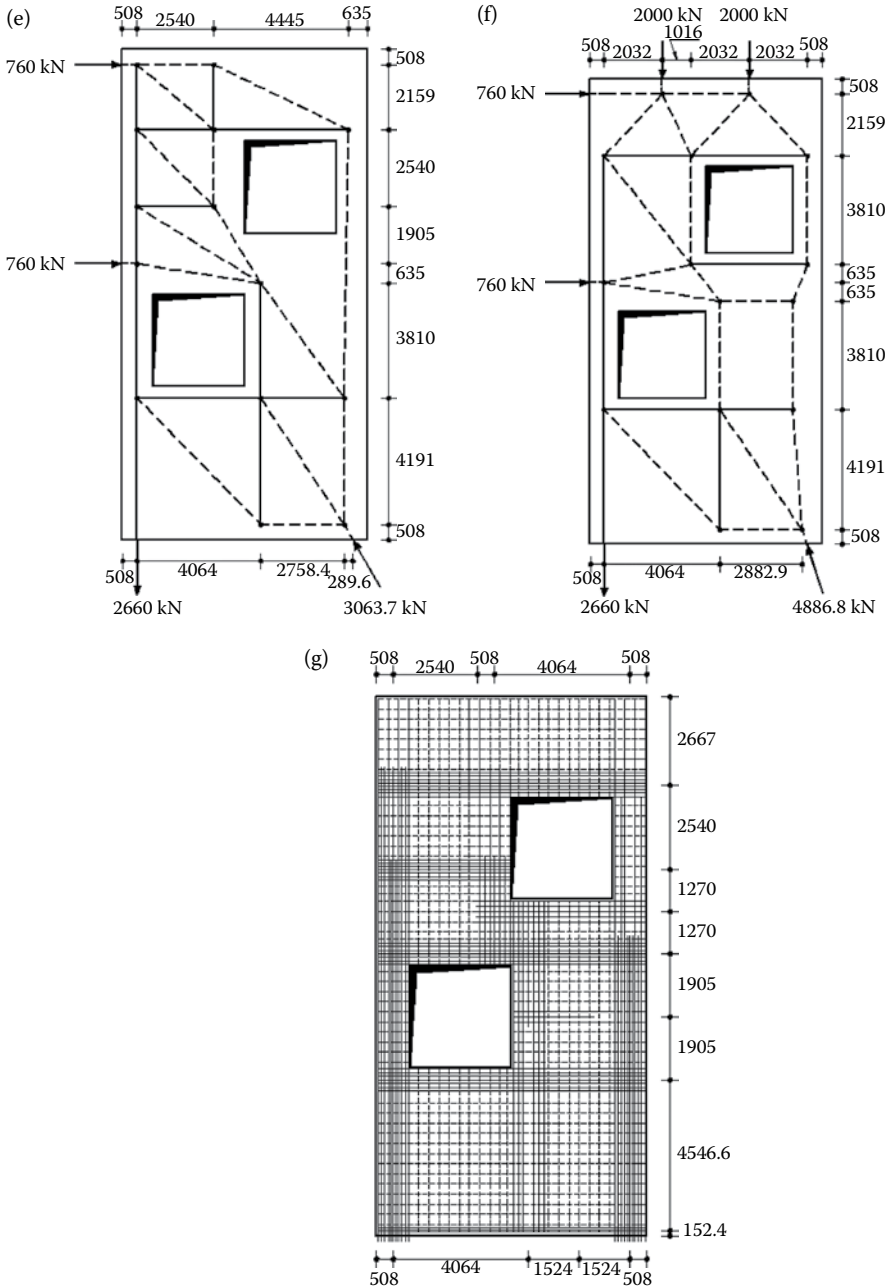 (e)
508 2540 4445 635
760 kN
508
2159
2540
1905
760 kN
635
3810
4191
508
508 4064 2758.4 289.6
2660 kN 3063.7 kN
(f)
2000 kN 2000 kN
1016
508 2032 2032 2032 508
760 kN
508
2159
3810
760 kN
635
635
3810
4191
508
508 4064 2882.9
2660 kN 4886.8 kN
(g)
508 2540 508 4064 508
2667
2540
1270
1270
1905
1905
4546.6
152.4
508 4064 1524 1524 508